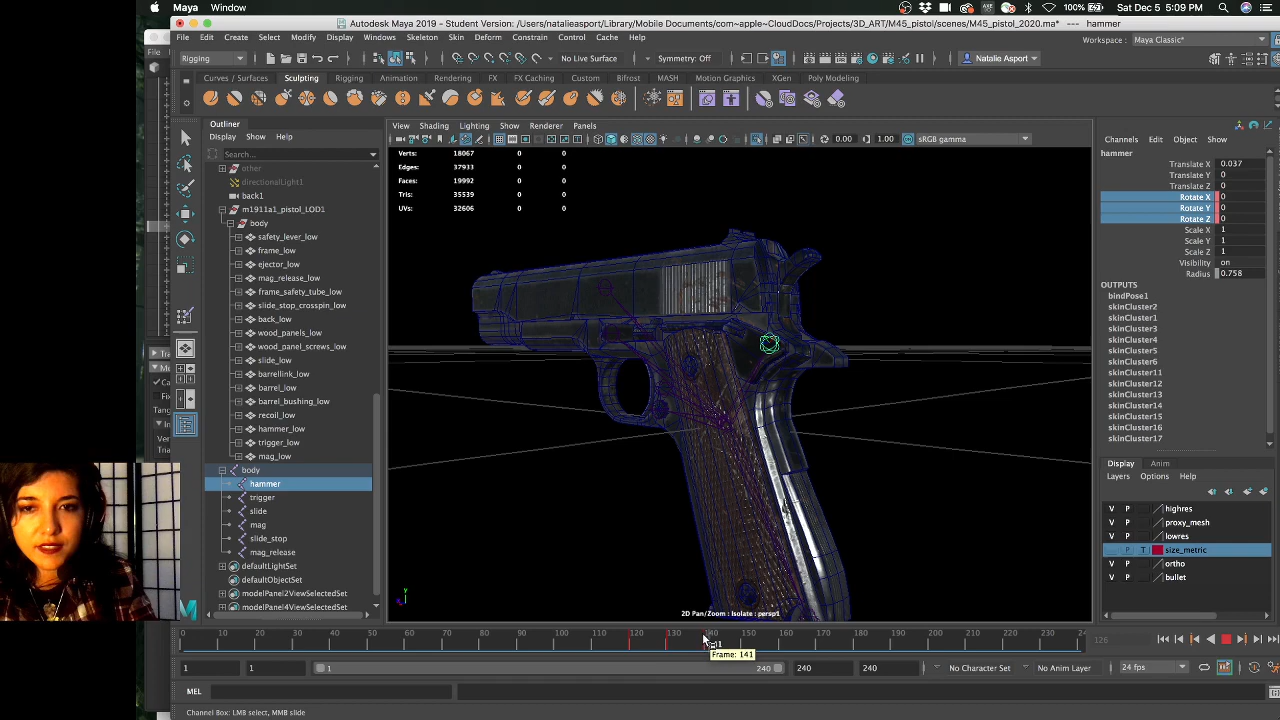 Maya File Window Sat Dec 5 5:09 PM
Autodesk Maya 2019 - Student Version : /Users/natalieasport/Library/Mobile Documents/com~apple~CloudDocs/Projects/3D_ART/M45_pistol/scenes/M45_pistol_2020.ma* --- hammer
File Edit Create Select Modify Display Windows Skeleton Skin Deform Constrain Control Cache Help Workspace : Maya Classic*
Rigging No Live Surface Symmetry: Off Natalie Asport
Curves / Surfaces Sculpting Rigging Animation Rendering FX FX Caching Custom Bifrost MASH Motion Graphics XGen Poly Modeling
Outliner
Display Show Help
Search...
other
directionalLight1
back1
m1911a1_pistol_LOD1
body
safety_lever_low
frame_low
ejector_low
mag_release_low
frame_safety_tube_low
slide_stop_crosspin_low
back_low
wood_panels_low
wood_panel_screws_low
slide_low
barrellink_low
barrel_low
barrel_bushing_low
recoil_low
hammer_low
trigger_low
mag_low
body
hammer
trigger
slide
mag
slide_stop
mag_release
defaultLightSet
defaultObjectSet
modelPanel2ViewSelectedSet
modelPanel4ViewSelectedSet
View Shading Lighting Show Renderer Panels
0.00 1.00 sRGB gamma
Verts: 18067 0 0
Edges: 37933 0 0
Faces: 19992 0 0
Tris: 35539 0 0
UVs: 32606 0 0
y
2D Pan/Zoom : Isolate : persp1
Channels Edit Object Show
hammer
Translate X 0.037
Translate Y 0
Translate Z 0
Rotate X 0
Rotate Y 0
Rotate Z 0
Scale X 1
Scale Y 1
Scale Z 1
Visibility on
Radius 0.758
OUTPUTS
bindPose1
skinCluster2
skinCluster1
skinCluster3
skinCluster4
skinCluster5
skinCluster6
skinCluster11
skinCluster12
skinCluster13
skinCluster14
skinCluster15
skinCluster16
skinCluster17
Display Anim
Layers Options Help
V P highres
V P proxy_mesh
V P lowres
P T size_metric
V P ortho
V P bullet
10 20 30 40 50 60 70 80 90 100 110 120 130 140 150 160 170 180 190 200 210 220 230 24 126
Frame: 141
1 1 1 240 240 240 No Character Set No Anim Layer 24 fps
MEL
Channel Box: LMB select, MMB slide